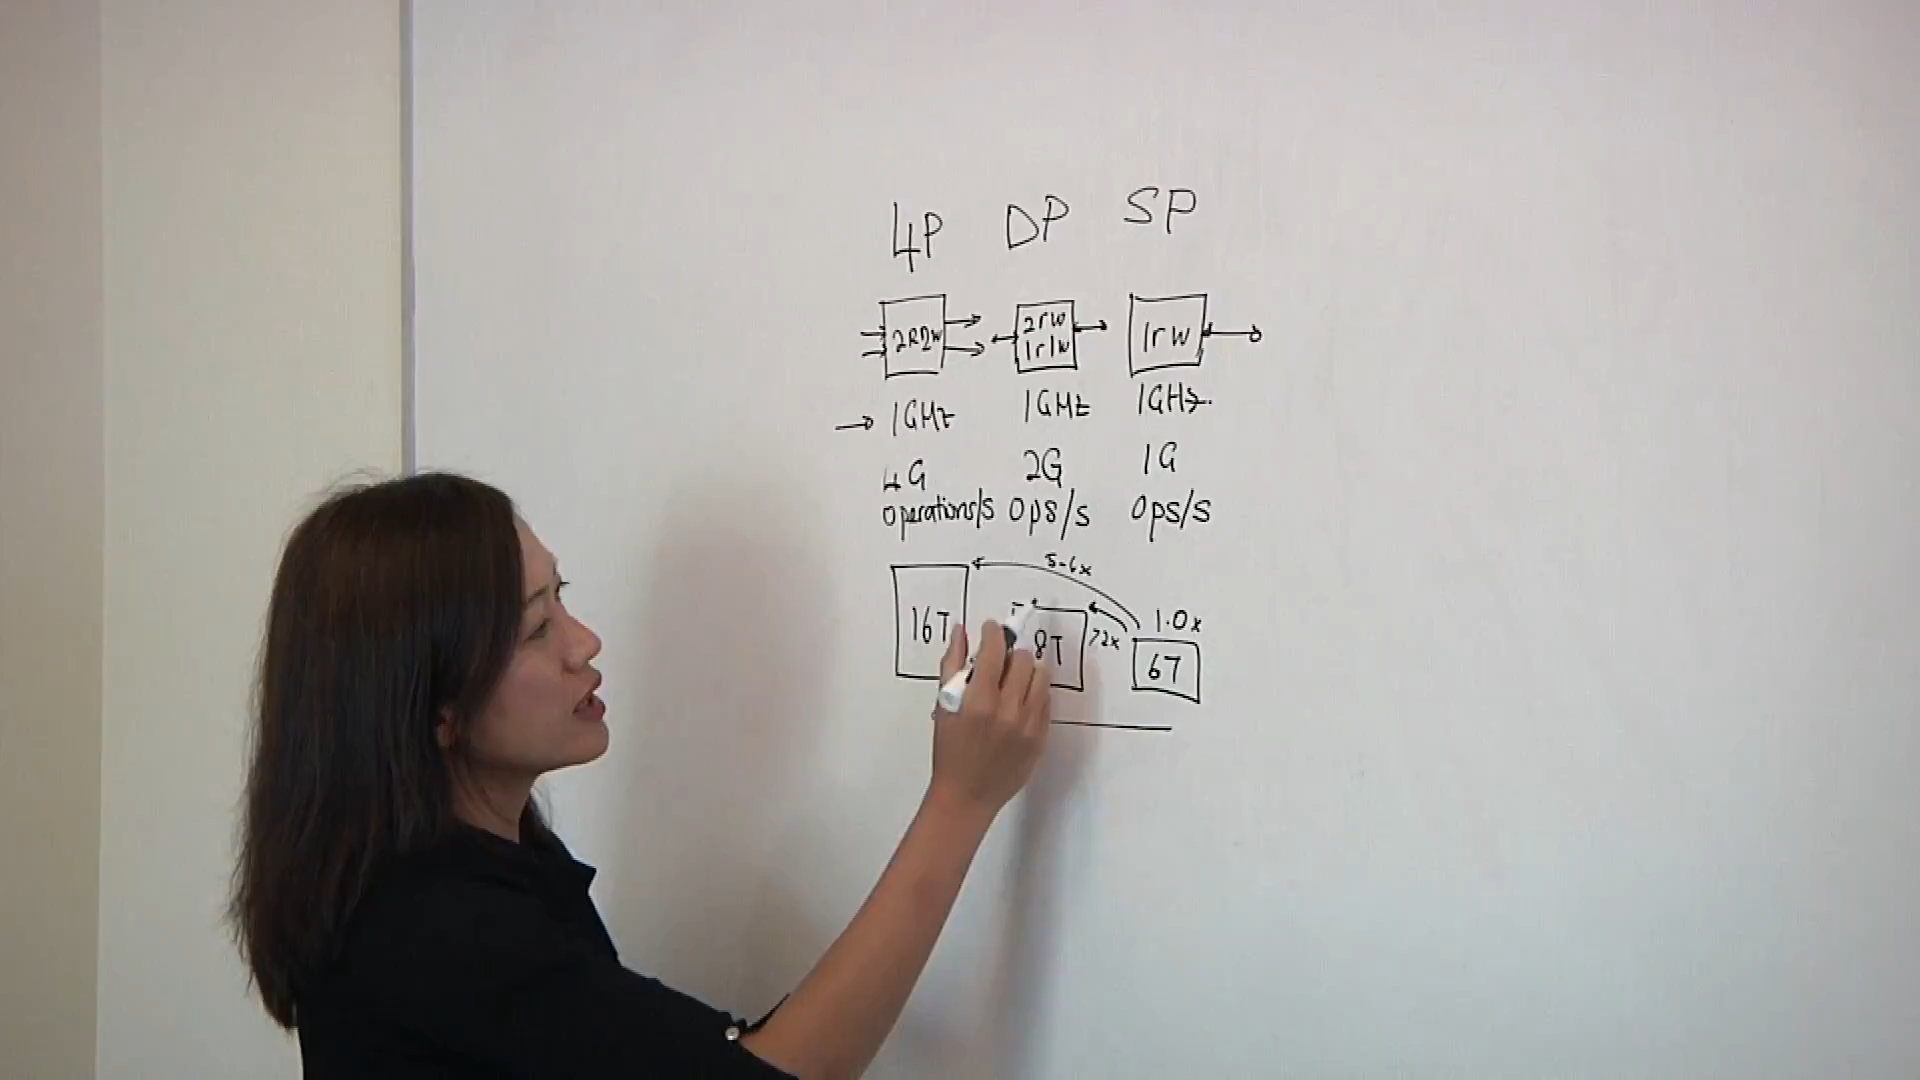 4P DP SP
2R2W 2rw 1r1w 1rw
1GHz 1GHz 1GHz.
4G 2G 1G
operations/s ops/s ops/s
5-6x
1.0x
16T 8T >2x 6T